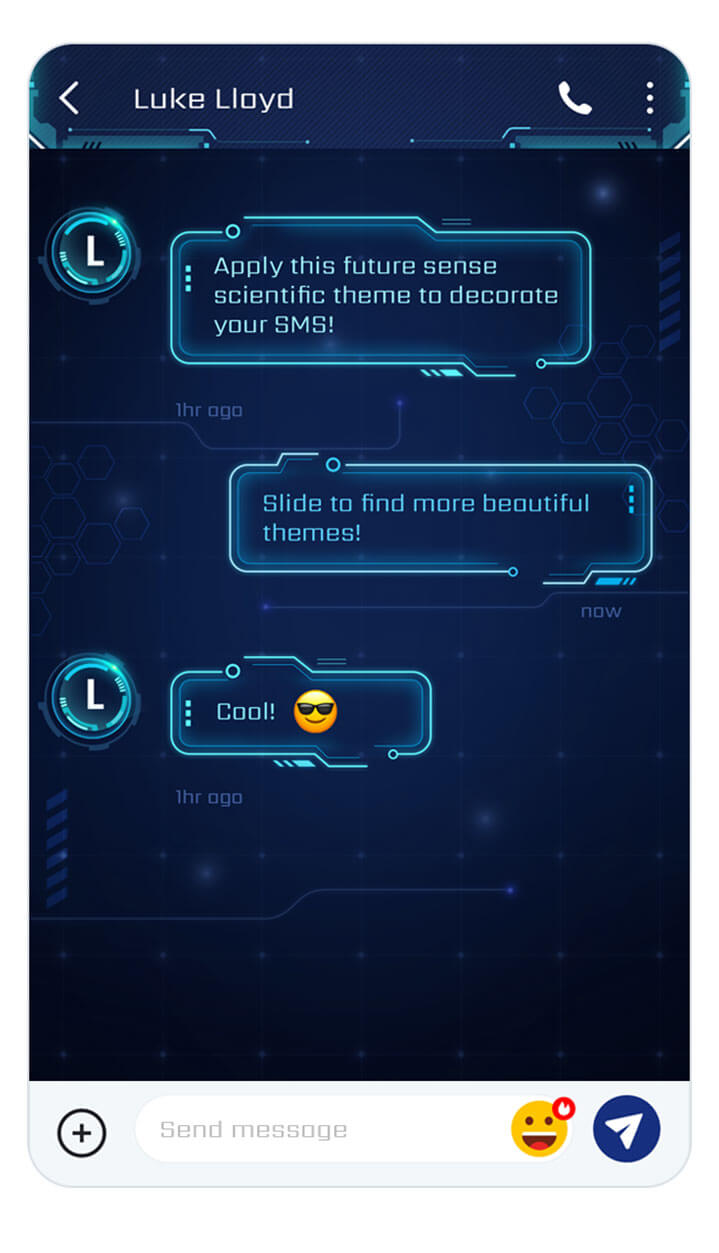 Luke Lloyd
L
Apply this future sense
scientific theme to decorate
your SMS!
1hr ago
Slide to find more beautiful
themes!
now
L
Cool! 😎
1hr ago
Send message